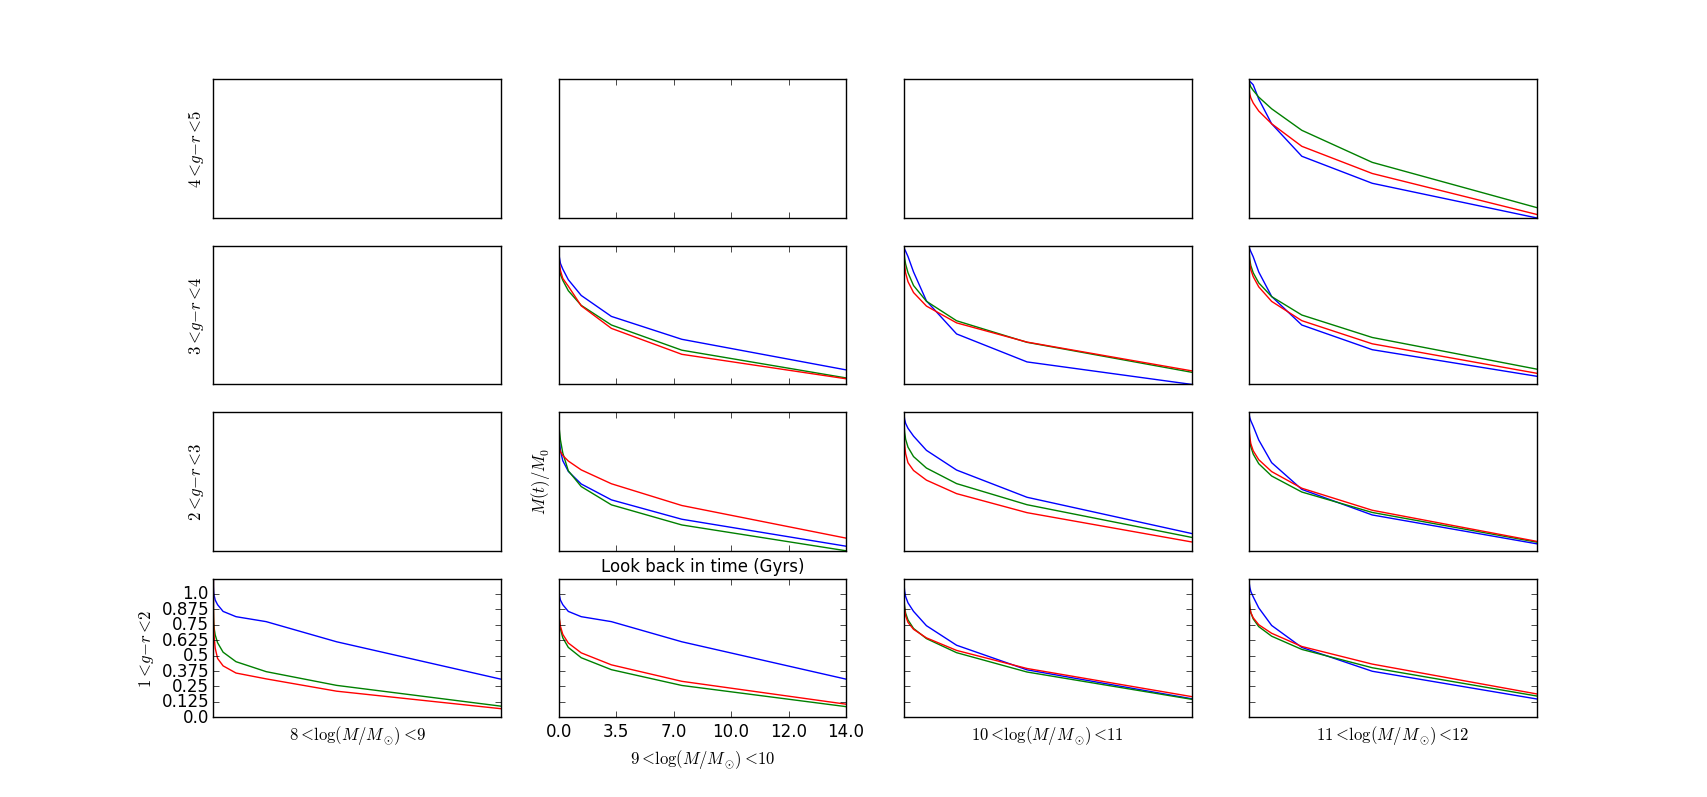 4 < g−r < 5
3 < g−r < 4
2 < g−r < 3
M(t)/M₀
Look back in time (Gyrs)
1 < g−r < 2
1.0
0.875
0.75
0.625
0.5
0.375
0.25
0.125
0.0
0.0 3.5 7.0 10.0 12.0 14.0
8 < log(M/M⊙) < 9
9 < log(M/M⊙) < 10
10 < log(M/M⊙) < 11
11 < log(M/M⊙) < 12